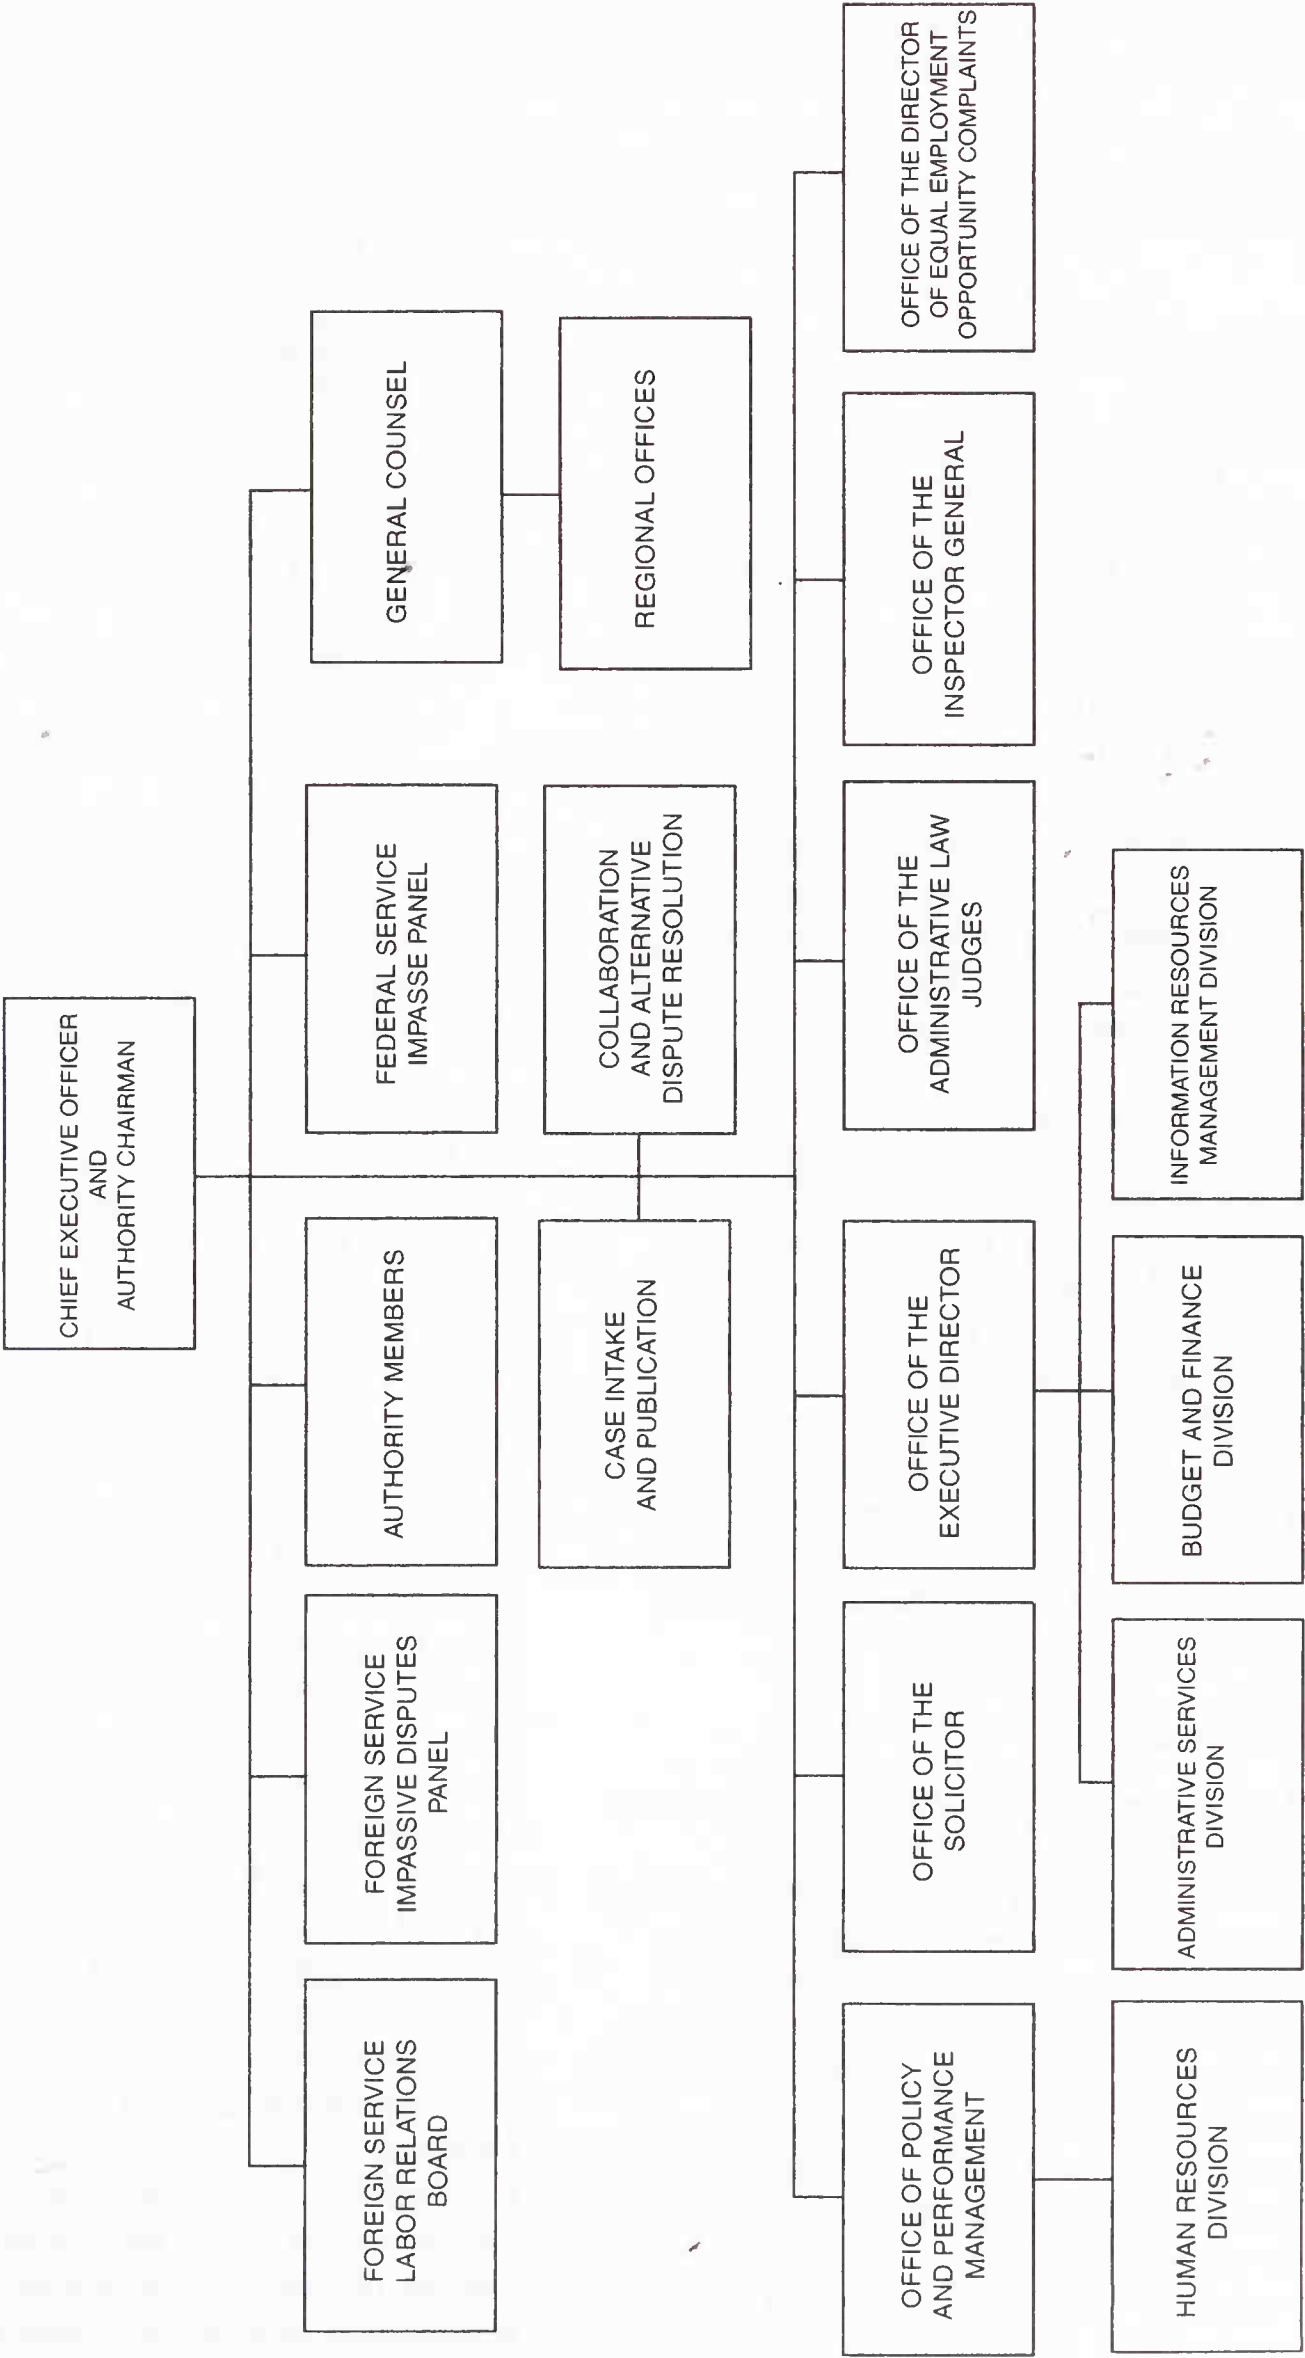 CHIEF EXECUTIVE OFFICER
AND
AUTHORITY CHAIRMAN
FOREIGN SERVICE
LABOR RELATIONS
BOARD
FOREIGN SERVICE
IMPASSIVE DISPUTES
PANEL
AUTHORITY MEMBERS
FEDERAL SERVICE
IMPASSE PANEL
GENERAL COUNSEL
CASE INTAKE
AND PUBLICATION
COLLABORATION
AND ALTERNATIVE
DISPUTE RESOLUTION
REGIONAL OFFICES
OFFICE OF POLICY
AND PERFORMANCE
MANAGEMENT
OFFICE OF THE
SOLICITOR
OFFICE OF THE
EXECUTIVE DIRECTOR
OFFICE OF THE
ADMINISTRATIVE LAW
JUDGES
OFFICE OF THE
INSPECTOR GENERAL
OFFICE OF THE DIRECTOR
OF EQUAL EMPLOYMENT
OPPORTUNITY COMPLAINTS
HUMAN RESOURCES
DIVISION
ADMINISTRATIVE SERVICES
DIVISION
BUDGET AND FINANCE
DIVISION
INFORMATION RESOURCES
MANAGEMENT DIVISION